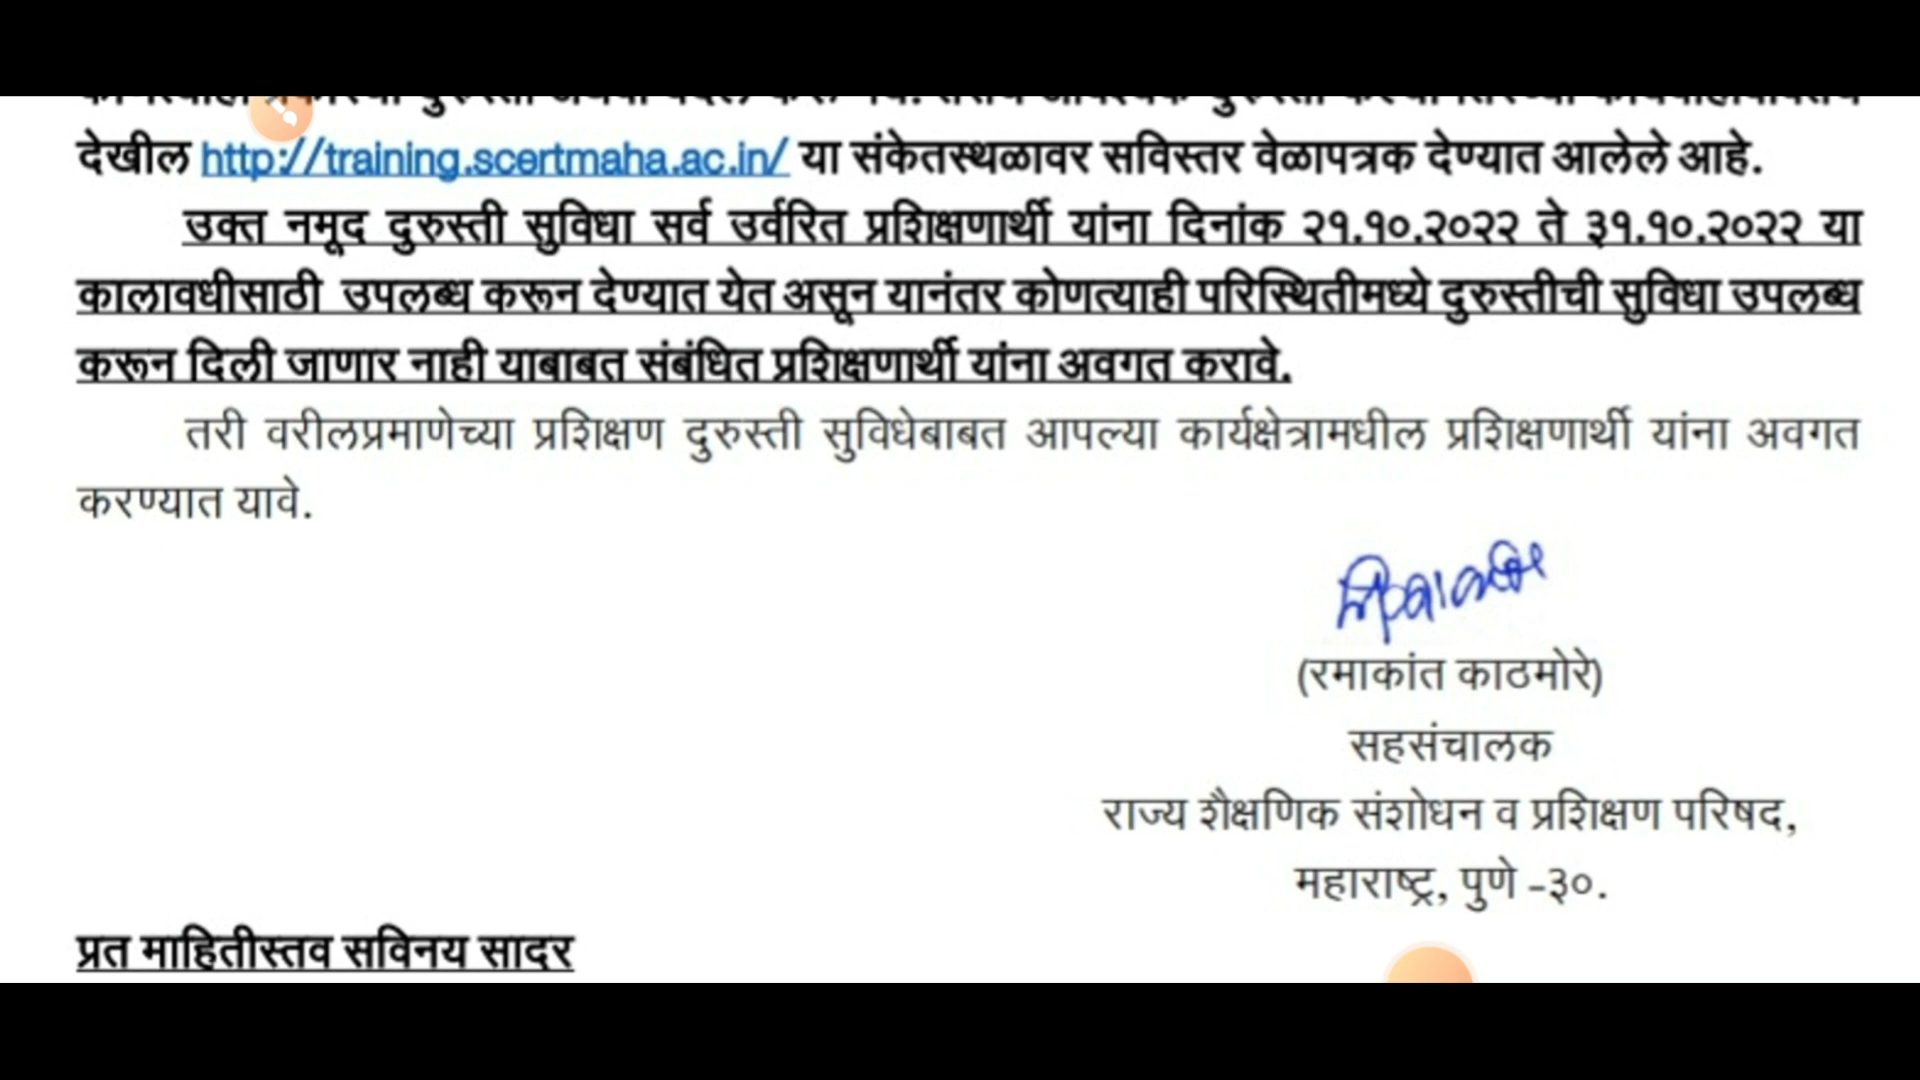 देखील http://training.scertmaha.ac.in/ या संकेतस्थळावर सविस्तर वेळापत्रक देण्यात आलेले आहे.
उक्त नमूद दुरुस्ती सुविधा सर्व उर्वरित प्रशिक्षणार्थी यांना दिनांक २१.१०.२०२२ ते ३१.१०.२०२२ या
कालावधीसाठी उपलब्ध करून देण्यात येत असून यानंतर कोणत्याही परिस्थितीमध्ये दुरुस्तीची सुविधा उपलब्ध
करून दिली जाणार नाही याबाबत संबंधित प्रशिक्षणार्थी यांना अवगत करावे.
तरी वरीलप्रमाणेच्या प्रशिक्षण दुरुस्ती सुविधेबाबत आपल्या कार्यक्षेत्रामधील प्रशिक्षणार्थी यांना अवगत
करण्यात यावे.
(रमाकांत काठमोरे)
सहसंचालक
राज्य शैक्षणिक संशोधन व प्रशिक्षण परिषद,
महाराष्ट्र, पुणे -३०.
प्रत माहितीस्तव सविनय सादर